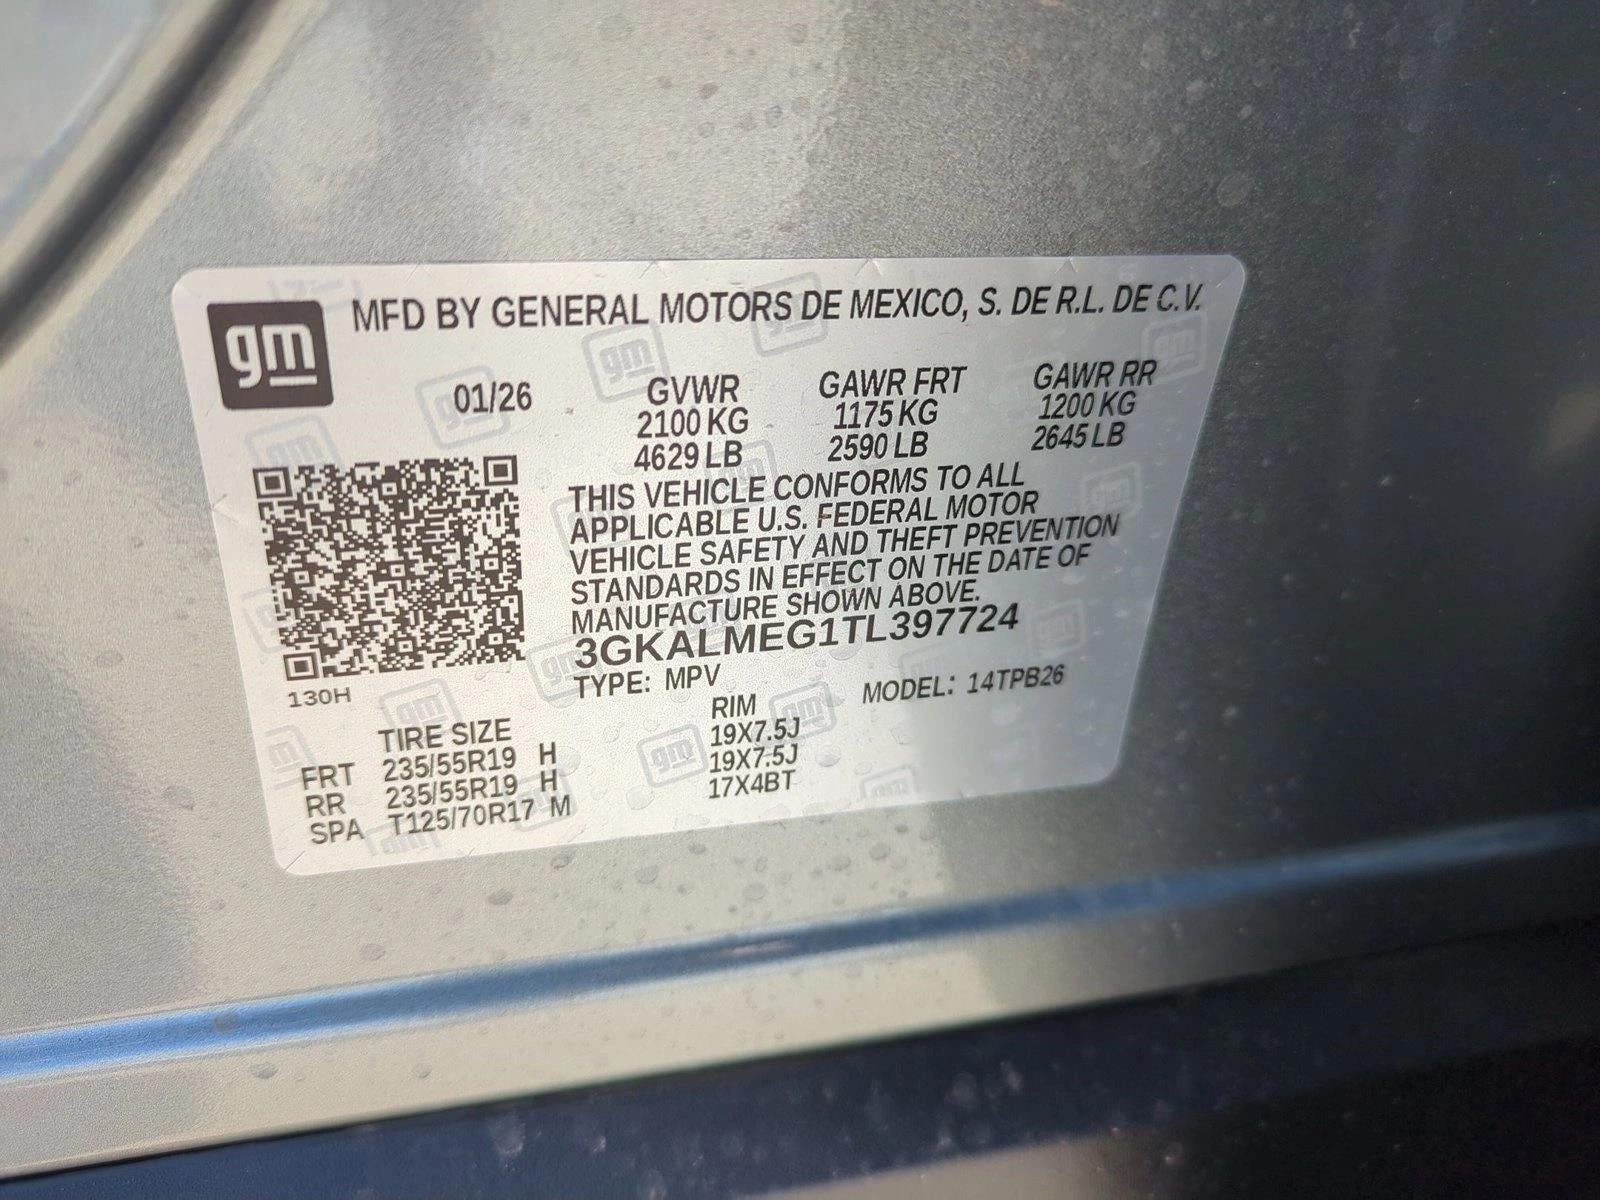 gm MFD BY GENERAL MOTORS DE MEXICO, S. DE R.L. DE C.V.
01/26 GVWR GAWR FRT GAWR RR
2100 KG 1175 KG 1200 KG
4629 LB 2590 LB 2645 LB
THIS VEHICLE CONFORMS TO ALL
APPLICABLE U.S. FEDERAL MOTOR
VEHICLE SAFETY AND THEFT PREVENTION
STANDARDS IN EFFECT ON THE DATE OF
MANUFACTURE SHOWN ABOVE.
3GKALMEG1TL397724
TYPE: MPV MODEL: 14TPB26
130H
TIRE SIZE RIM
FRT 235/55R19 H 19X7.5J
RR 235/55R19 H 19X7.5J
SPA T125/70R17 M 17X4BT